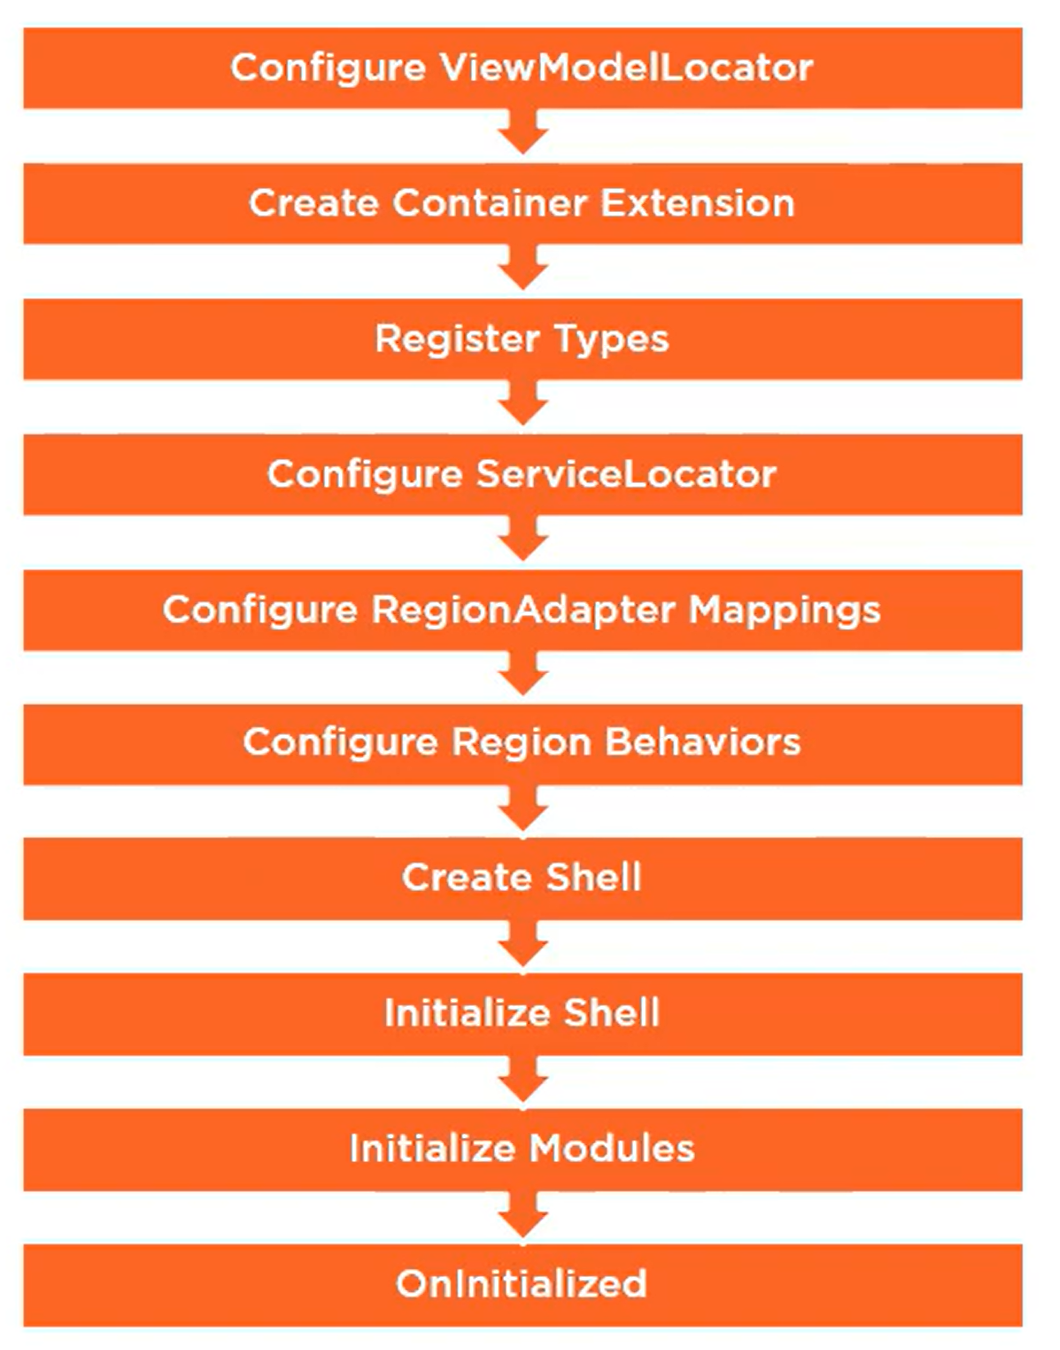 Configure ViewModelLocator
Create Container Extension
Register Types
Configure ServiceLocator
Configure RegionAdapter Mappings
Configure Region Behaviors
Create Shell
Initialize Shell
Initialize Modules
OnInitialized